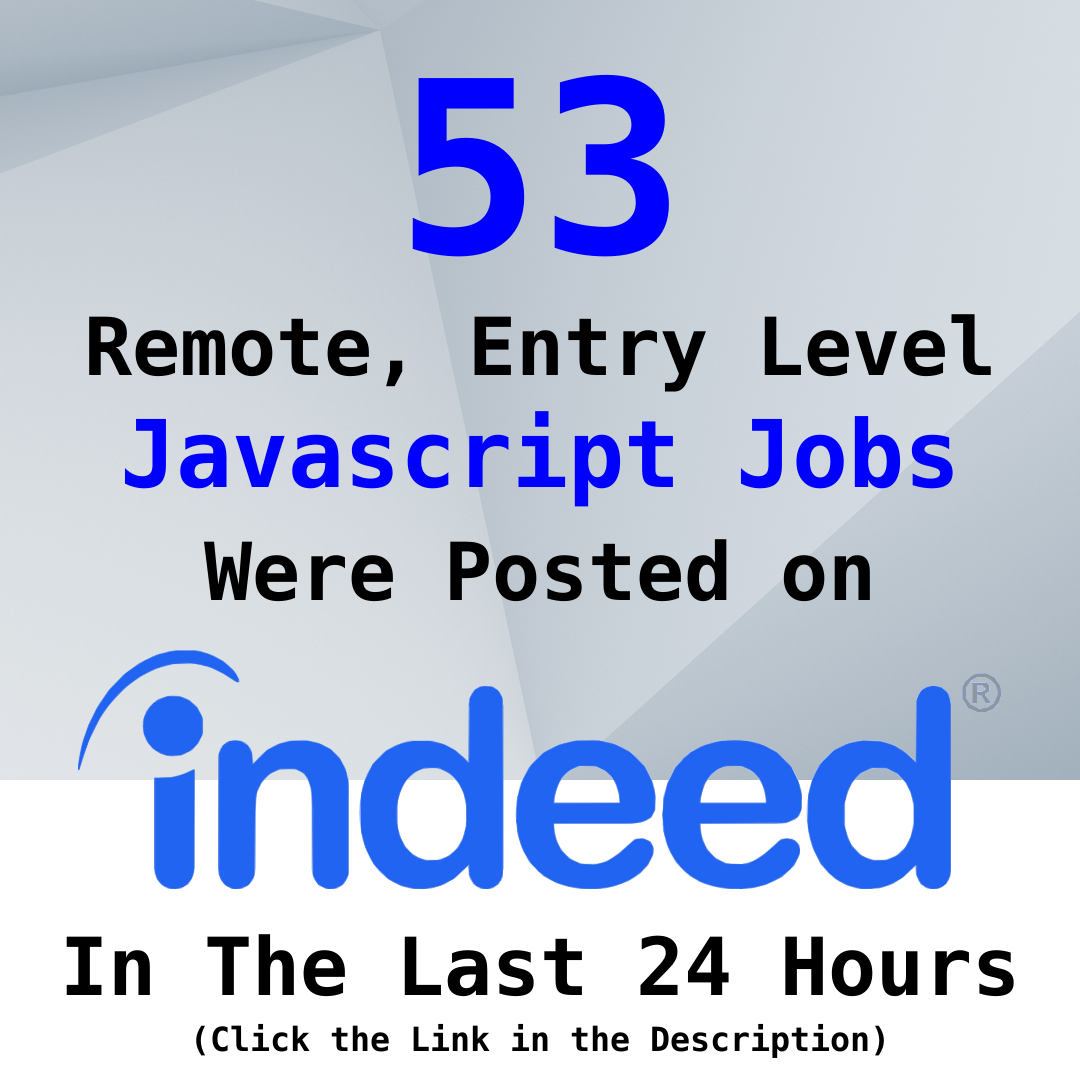 53
Remote, Entry Level
Javascript Jobs
Were Posted on
indeed®
In The Last 24 Hours
(Click the Link in the Description)